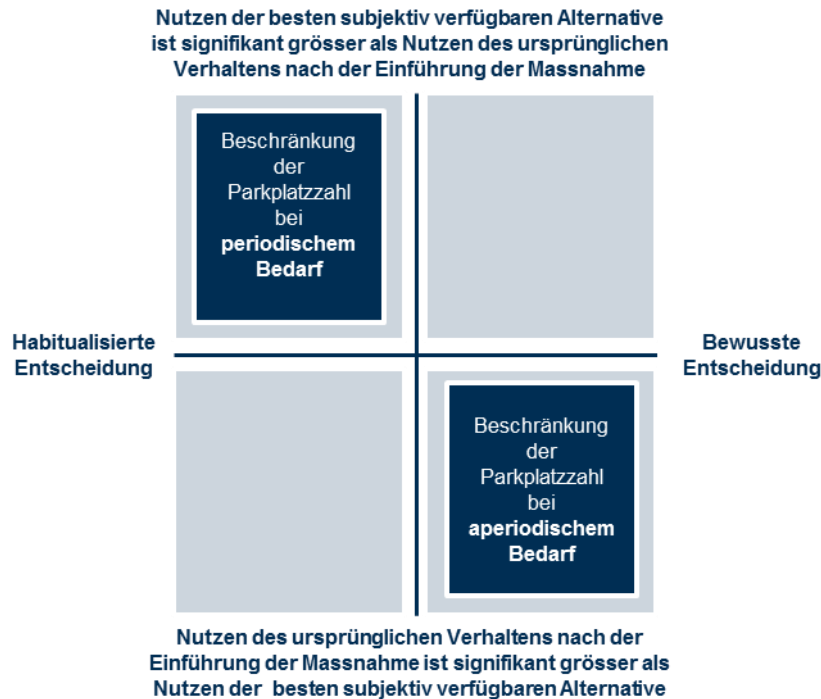 Nutzen der besten subjektiv verfügbaren Alternative
ist signifikant grösser als Nutzen des ursprünglichen
Verhaltens nach der Einführung der Massnahme
Beschränkung
der
Parkplatzzahl
bei
periodischem
Bedarf
Habitualisierte
Entscheidung
Bewusste
Entscheidung
Beschränkung
der
Parkplatzzahl
bei
aperiodischem
Bedarf
Nutzen des ursprünglichen Verhaltens nach der
Einführung der Massnahme ist signifikant grösser als
Nutzen der besten subjektiv verfügbaren Alternative